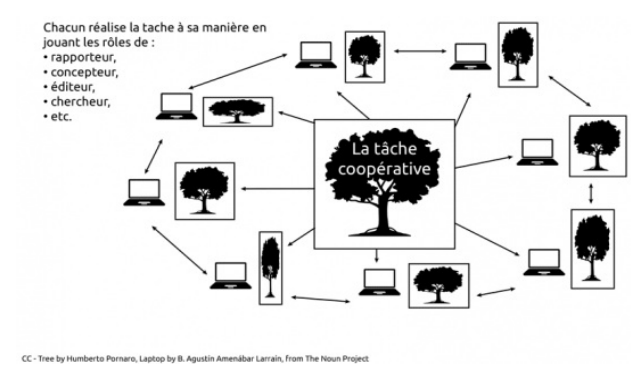 Chacun réalise la tache à sa manière en
jouant les rôles de :
• rapporteur,
• concepteur,
• éditeur,
• chercheur,
• etc.
La tâche
coopérative
CC - Tree by Humberto Pornaro, Laptop by B. Agustín Amenábar Larraín, from The Noun Project